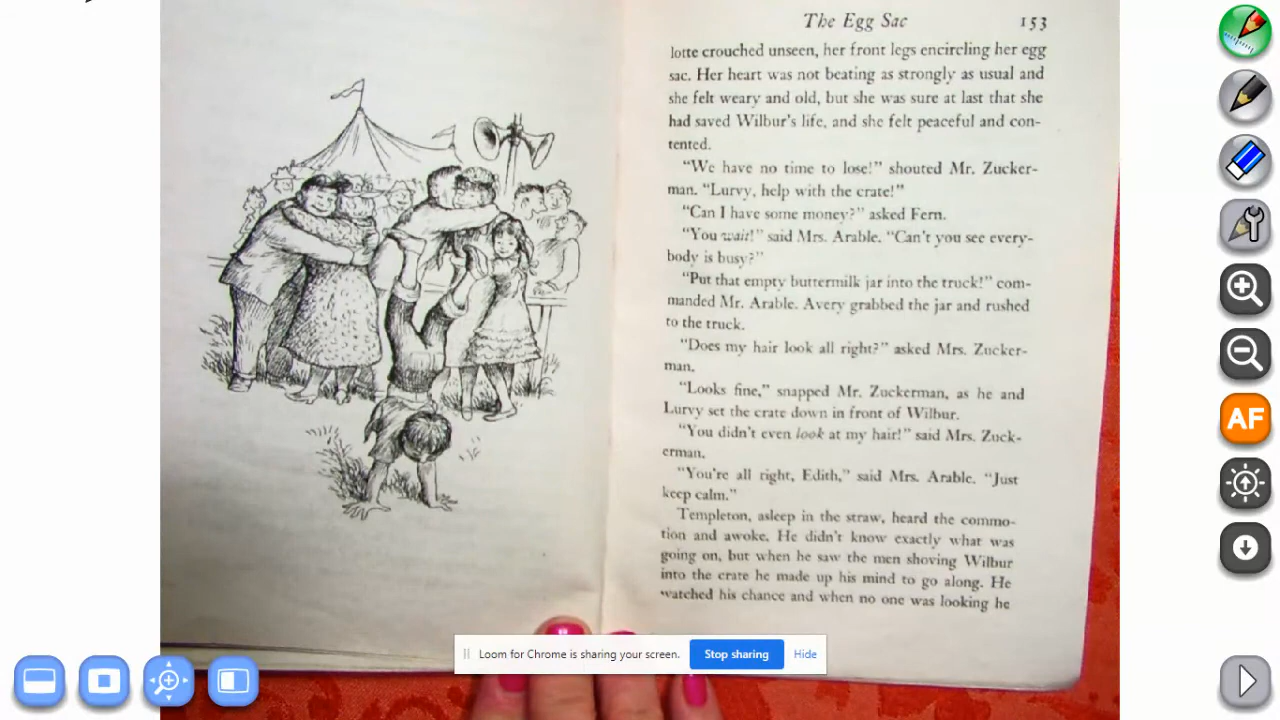 The Egg Sac 153
lotte crouched unseen, her front legs encircling her egg
sac. Her heart was not beating as strongly as usual and
she felt weary and old, but she was sure at last that she
had saved Wilbur's life, and she felt peaceful and con-
tented.
"We have no time to lose!" shouted Mr. Zucker-
man. "Lurvy, help with the crate!"
"Can I have some money?" asked Fern.
"You wait!" said Mrs. Arable. "Can't you see every-
body is busy?"
"Put that empty buttermilk jar into the truck!" com-
manded Mr. Arable. Avery grabbed the jar and rushed
to the truck.
"Does my hair look all right?" asked Mrs. Zucker-
man.
"Looks fine," snapped Mr. Zuckerman, as he and
Lurvy set the crate down in front of Wilbur.
"You didn't even look at my hair!" said Mrs. Zuck-
erman.
"You're all right, Edith," said Mrs. Arable. "Just
keep calm."
Templeton, asleep in the straw, heard the commo-
tion and awoke. He didn't know exactly what was
going on, but when he saw the men shoving Wilbur
into the crate he made up his mind to go along. He
watched his chance and when no one was looking he
Loom for Chrome is sharing your screen. Stop sharing Hide
AF